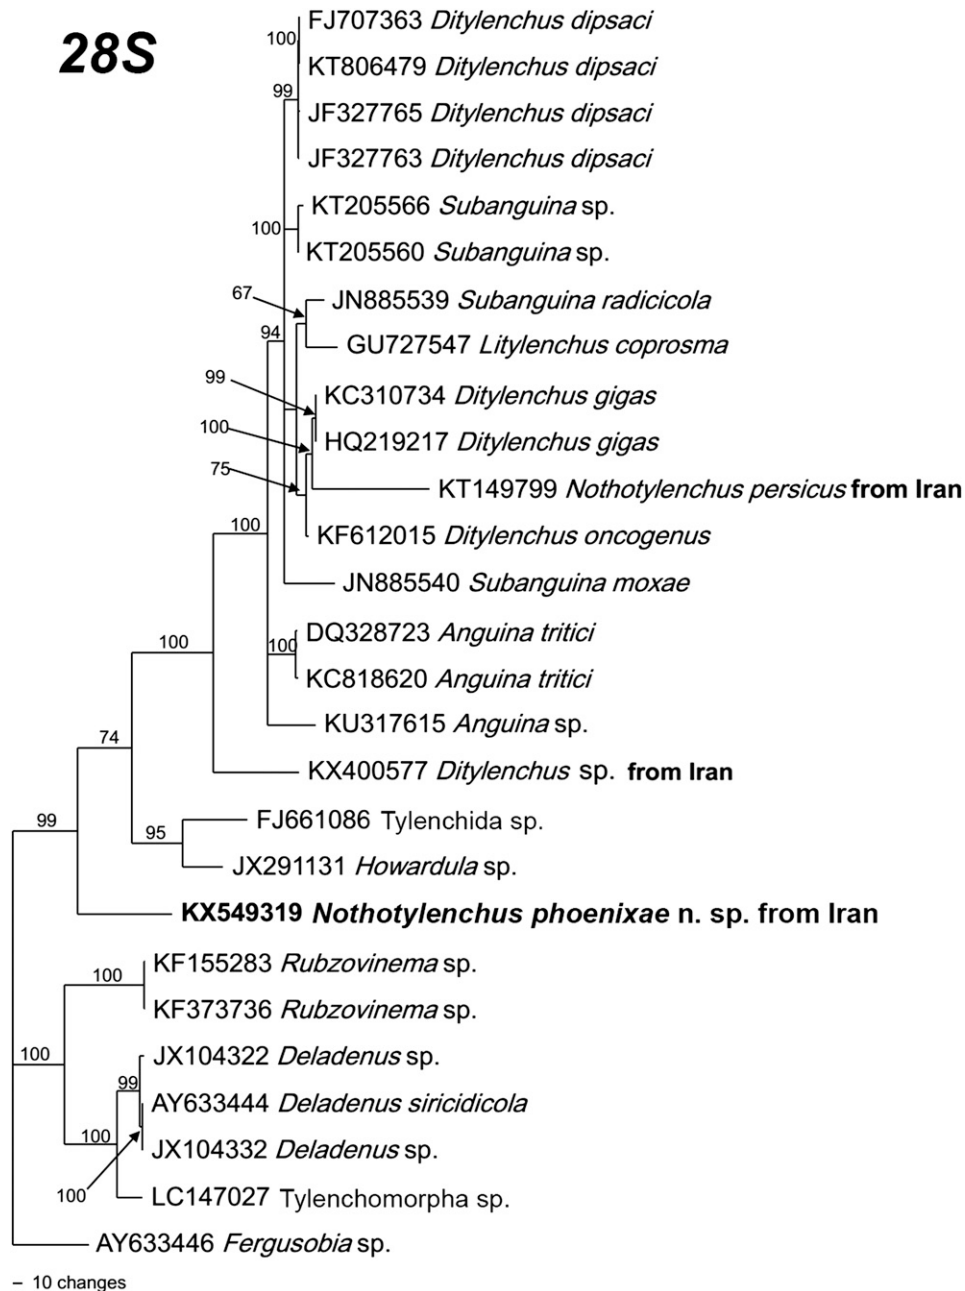 28S
FJ707363 Ditylenchus dipsaci
100
KT806479 Ditylenchus dipsaci
99
JF327765 Ditylenchus dipsaci
JF327763 Ditylenchus dipsaci
KT205566 Subanguina sp.
100
KT205560 Subanguina sp.
67
JN885539 Subanguina radicicola
94
GU727547 Litylenchus coprosma
99
KC310734 Ditylenchus gigas
100
HQ219217 Ditylenchus gigas
75
KT149799 Nothotylenchus persicus from Iran
100
KF612015 Ditylenchus oncogenus
JN885540 Subanguina moxae
DQ328723 Anguina tritici
100
100
KC818620 Anguina tritici
KU317615 Anguina sp.
74
KX400577 Ditylenchus sp. from Iran
99
FJ661086 Tylenchida sp.
95
JX291131 Howardula sp.
KX549319 Nothotylenchus phoenixae n. sp. from Iran
KF155283 Rubzovinema sp.
100
KF373736 Rubzovinema sp.
100
JX104322 Deladenus sp.
99
AY633444 Deladenus siricidicola
100
JX104332 Deladenus sp.
100
LC147027 Tylenchomorpha sp.
AY633446 Fergusobia sp.
– 10 changes